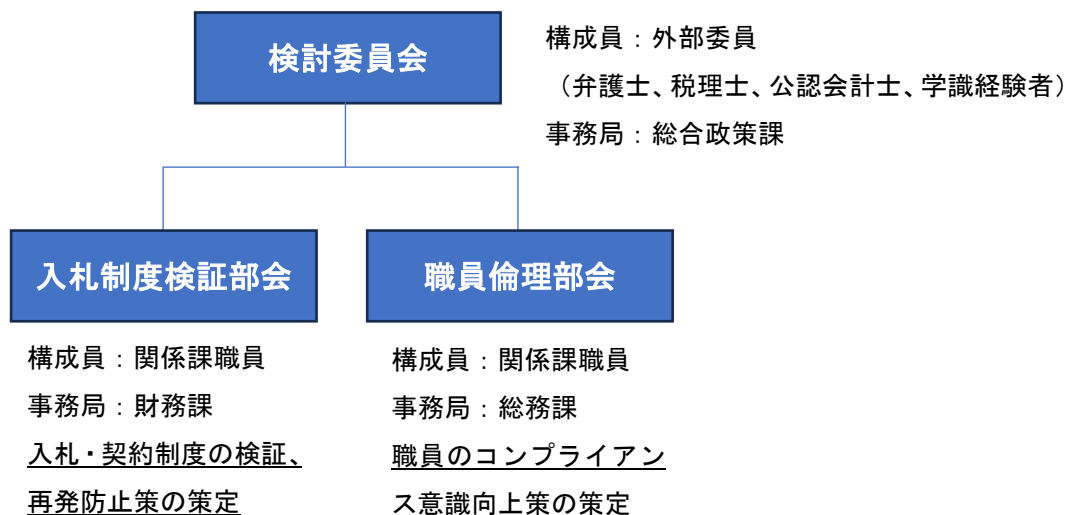 検討委員会
構成員：外部委員
（弁護士、税理士、公認会計士、学識経験者）
事務局：総合政策課
入札制度検証部会
構成員：関係課職員
事務局：財務課
入札・契約制度の検証、
再発防止策の策定
職員倫理部会
構成員：関係課職員
事務局：総務課
職員のコンプライアン
ス意識向上策の策定